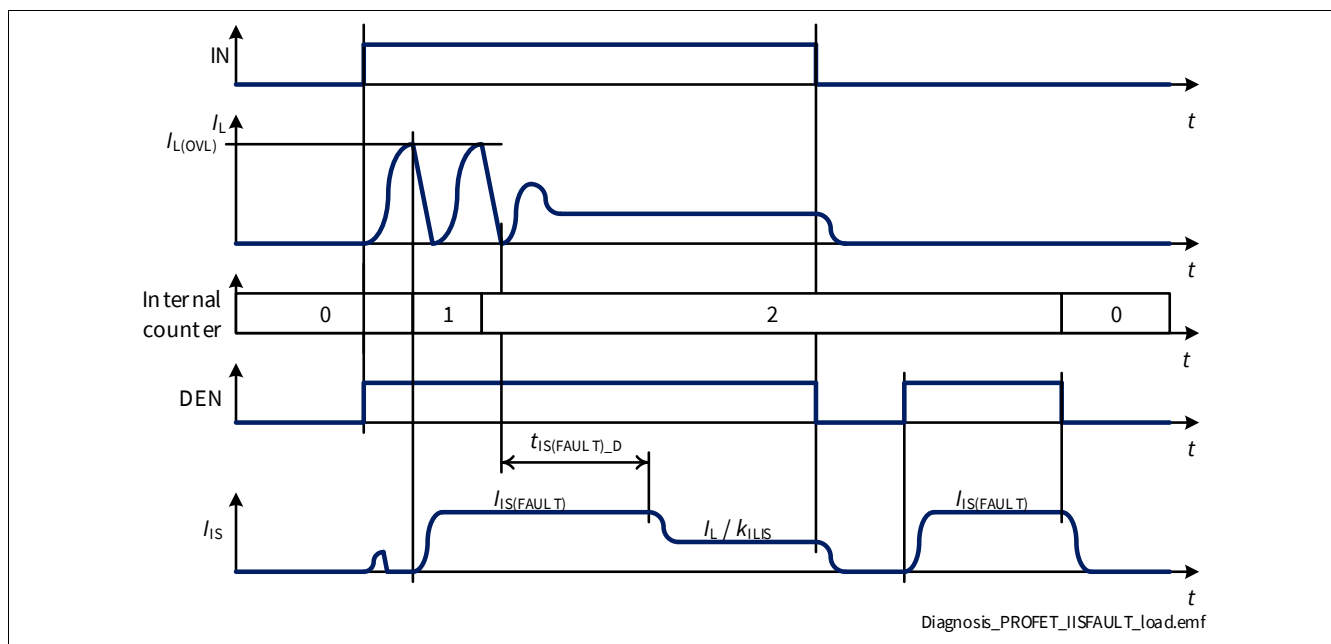 IN
t
I_L
I_L(OVL)
t
Internal
counter
0
1
2
0
t
DEN
t
t_IS(FAULT)_D
I_IS
I_IS(FAULT)
I_L / k_ILIS
I_IS(FAULT)
t
Diagnosis_PROFET_IISFAULT_load.emf